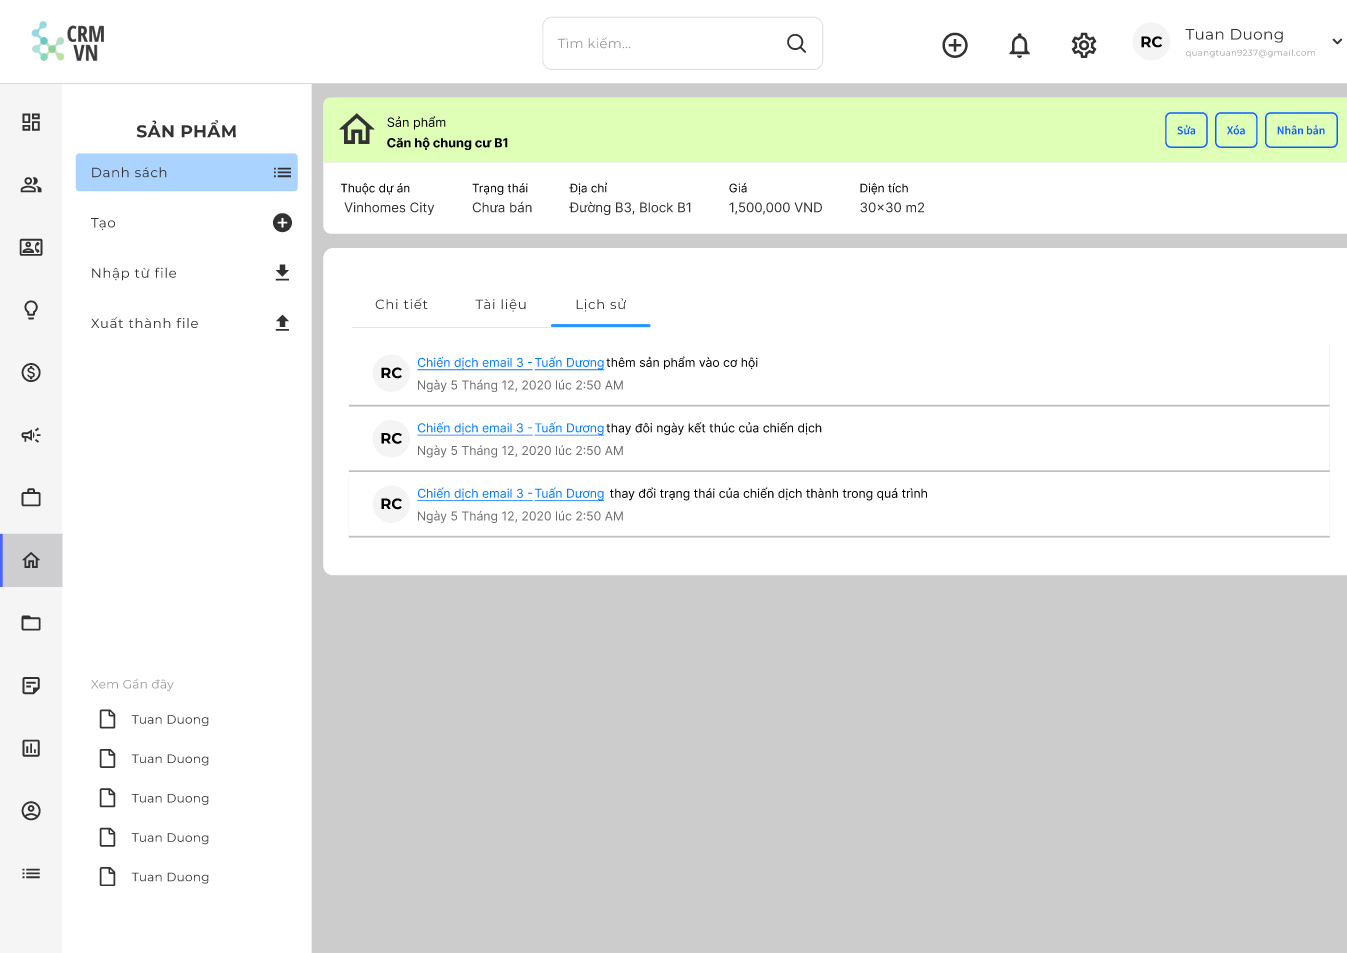 CRM
VN
Tìm kiếm...
RC
Tuan Duong
quangtuan9237@gmail.com
SẢN PHẨM
Danh sách
Tạo
Nhập từ file
Xuất thành file
Xem Gần đây
Tuan Duong
Tuan Duong
Tuan Duong
Tuan Duong
Tuan Duong
Sản phẩm
Căn hộ chung cư B1
Sửa
Xóa
Nhân bản
Thuộc dự án
Vinhomes City
Trạng thái
Chưa bán
Địa chỉ
Đường B3, Block B1
Giá
1,500,000 VND
Diện tích
30x30 m2
Chi tiết
Tài liệu
Lịch sử
RC
Chiến dịch email 3 - Tuấn Dương thêm sản phẩm vào cơ hội
Ngày 5 Tháng 12, 2020 lúc 2:50 AM
RC
Chiến dịch email 3 - Tuấn Dương thay đổi ngày kết thúc của chiến dịch
Ngày 5 Tháng 12, 2020 lúc 2:50 AM
RC
Chiến dịch email 3 - Tuấn Dương thay đổi trạng thái của chiến dịch thành trong quá trình
Ngày 5 Tháng 12, 2020 lúc 2:50 AM